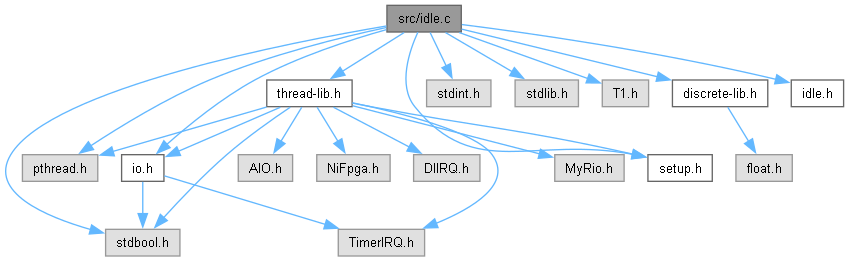 src/idle.c
thread-lib.h
stdint.h
stdlib.h
T1.h
discrete-lib.h
idle.h
pthread.h
io.h
AIO.h
NiFpga.h
DIIRQ.h
MyRio.h
setup.h
float.h
stdbool.h
TimerIRQ.h